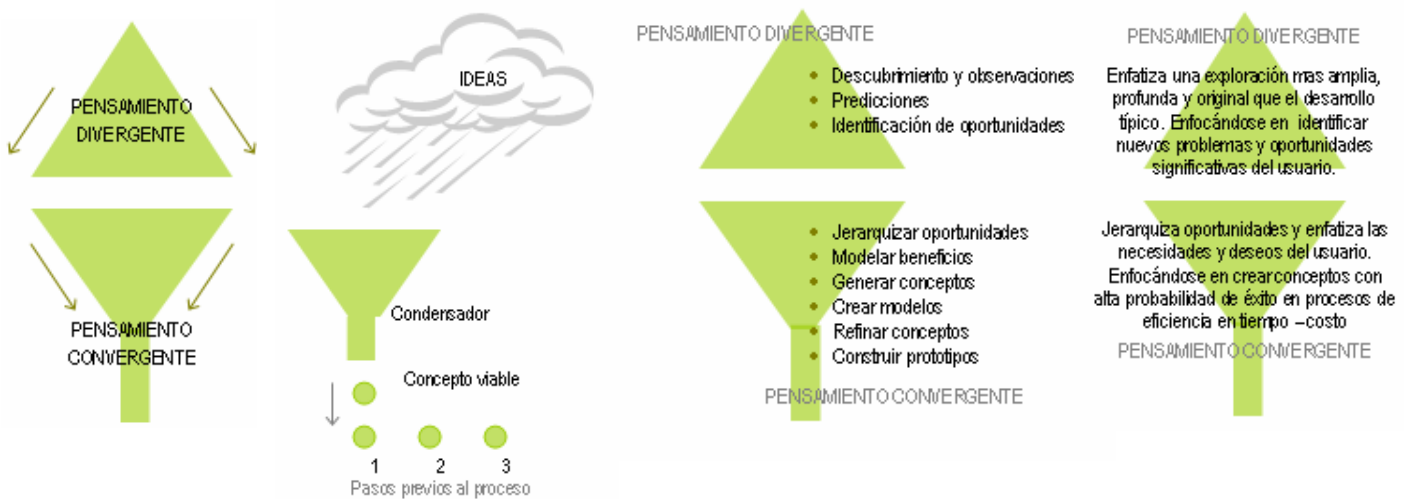 PENSAMIENTO
DIVERGENTE
PENSAMIENTO
CONVERGENTE
IDEAS
Condensador
Concepto viable
1 2 3
Pasos previos al proceso
PENSAMIENTO DIVERGENTE
• Descubrimiento y observaciones
• Predicciones
• Identificación de oportunidades
• Jerarquizar oportunidades
• Modelar beneficios
• Generar conceptos
• Crear modelos
• Refinar conceptos
• Construir prototipos
PENSAMIENTO CONVERGENTE
PENSAMIENTO DIVERGENTE
Enfatiza una exploración mas amplia,
profunda y original que el desarrollo
típico. Enfocándose en identificar
nuevos problemas y oportunidades
significativas del usuario.
Jerarquiza oportunidades y enfatiza las
necesidades y deseos del usuario.
Enfocándose en crear conceptos con
alta probabilidad de éxito en procesos de
eficiencia en tiempo –costo
PENSAMIENTO CONVERGENTE